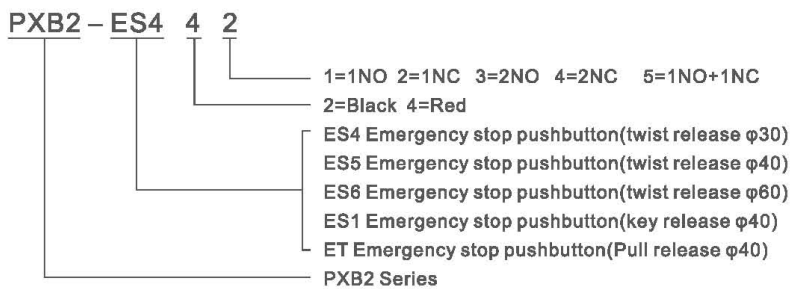 PXB2-ES4 4 2
1=1NO 2=1NC 3=2NO 4=2NC 5=1NO+1NC
2=Black 4=Red
ES4 Emergency stop pushbutton(twist release φ30)
ES5 Emergency stop pushbutton(twist release φ40)
ES6 Emergency stop pushbutton(twist release φ60)
ES1 Emergency stop pushbutton(key release φ40)
ET Emergency stop pushbutton(Pull release φ40)
PXB2 Series